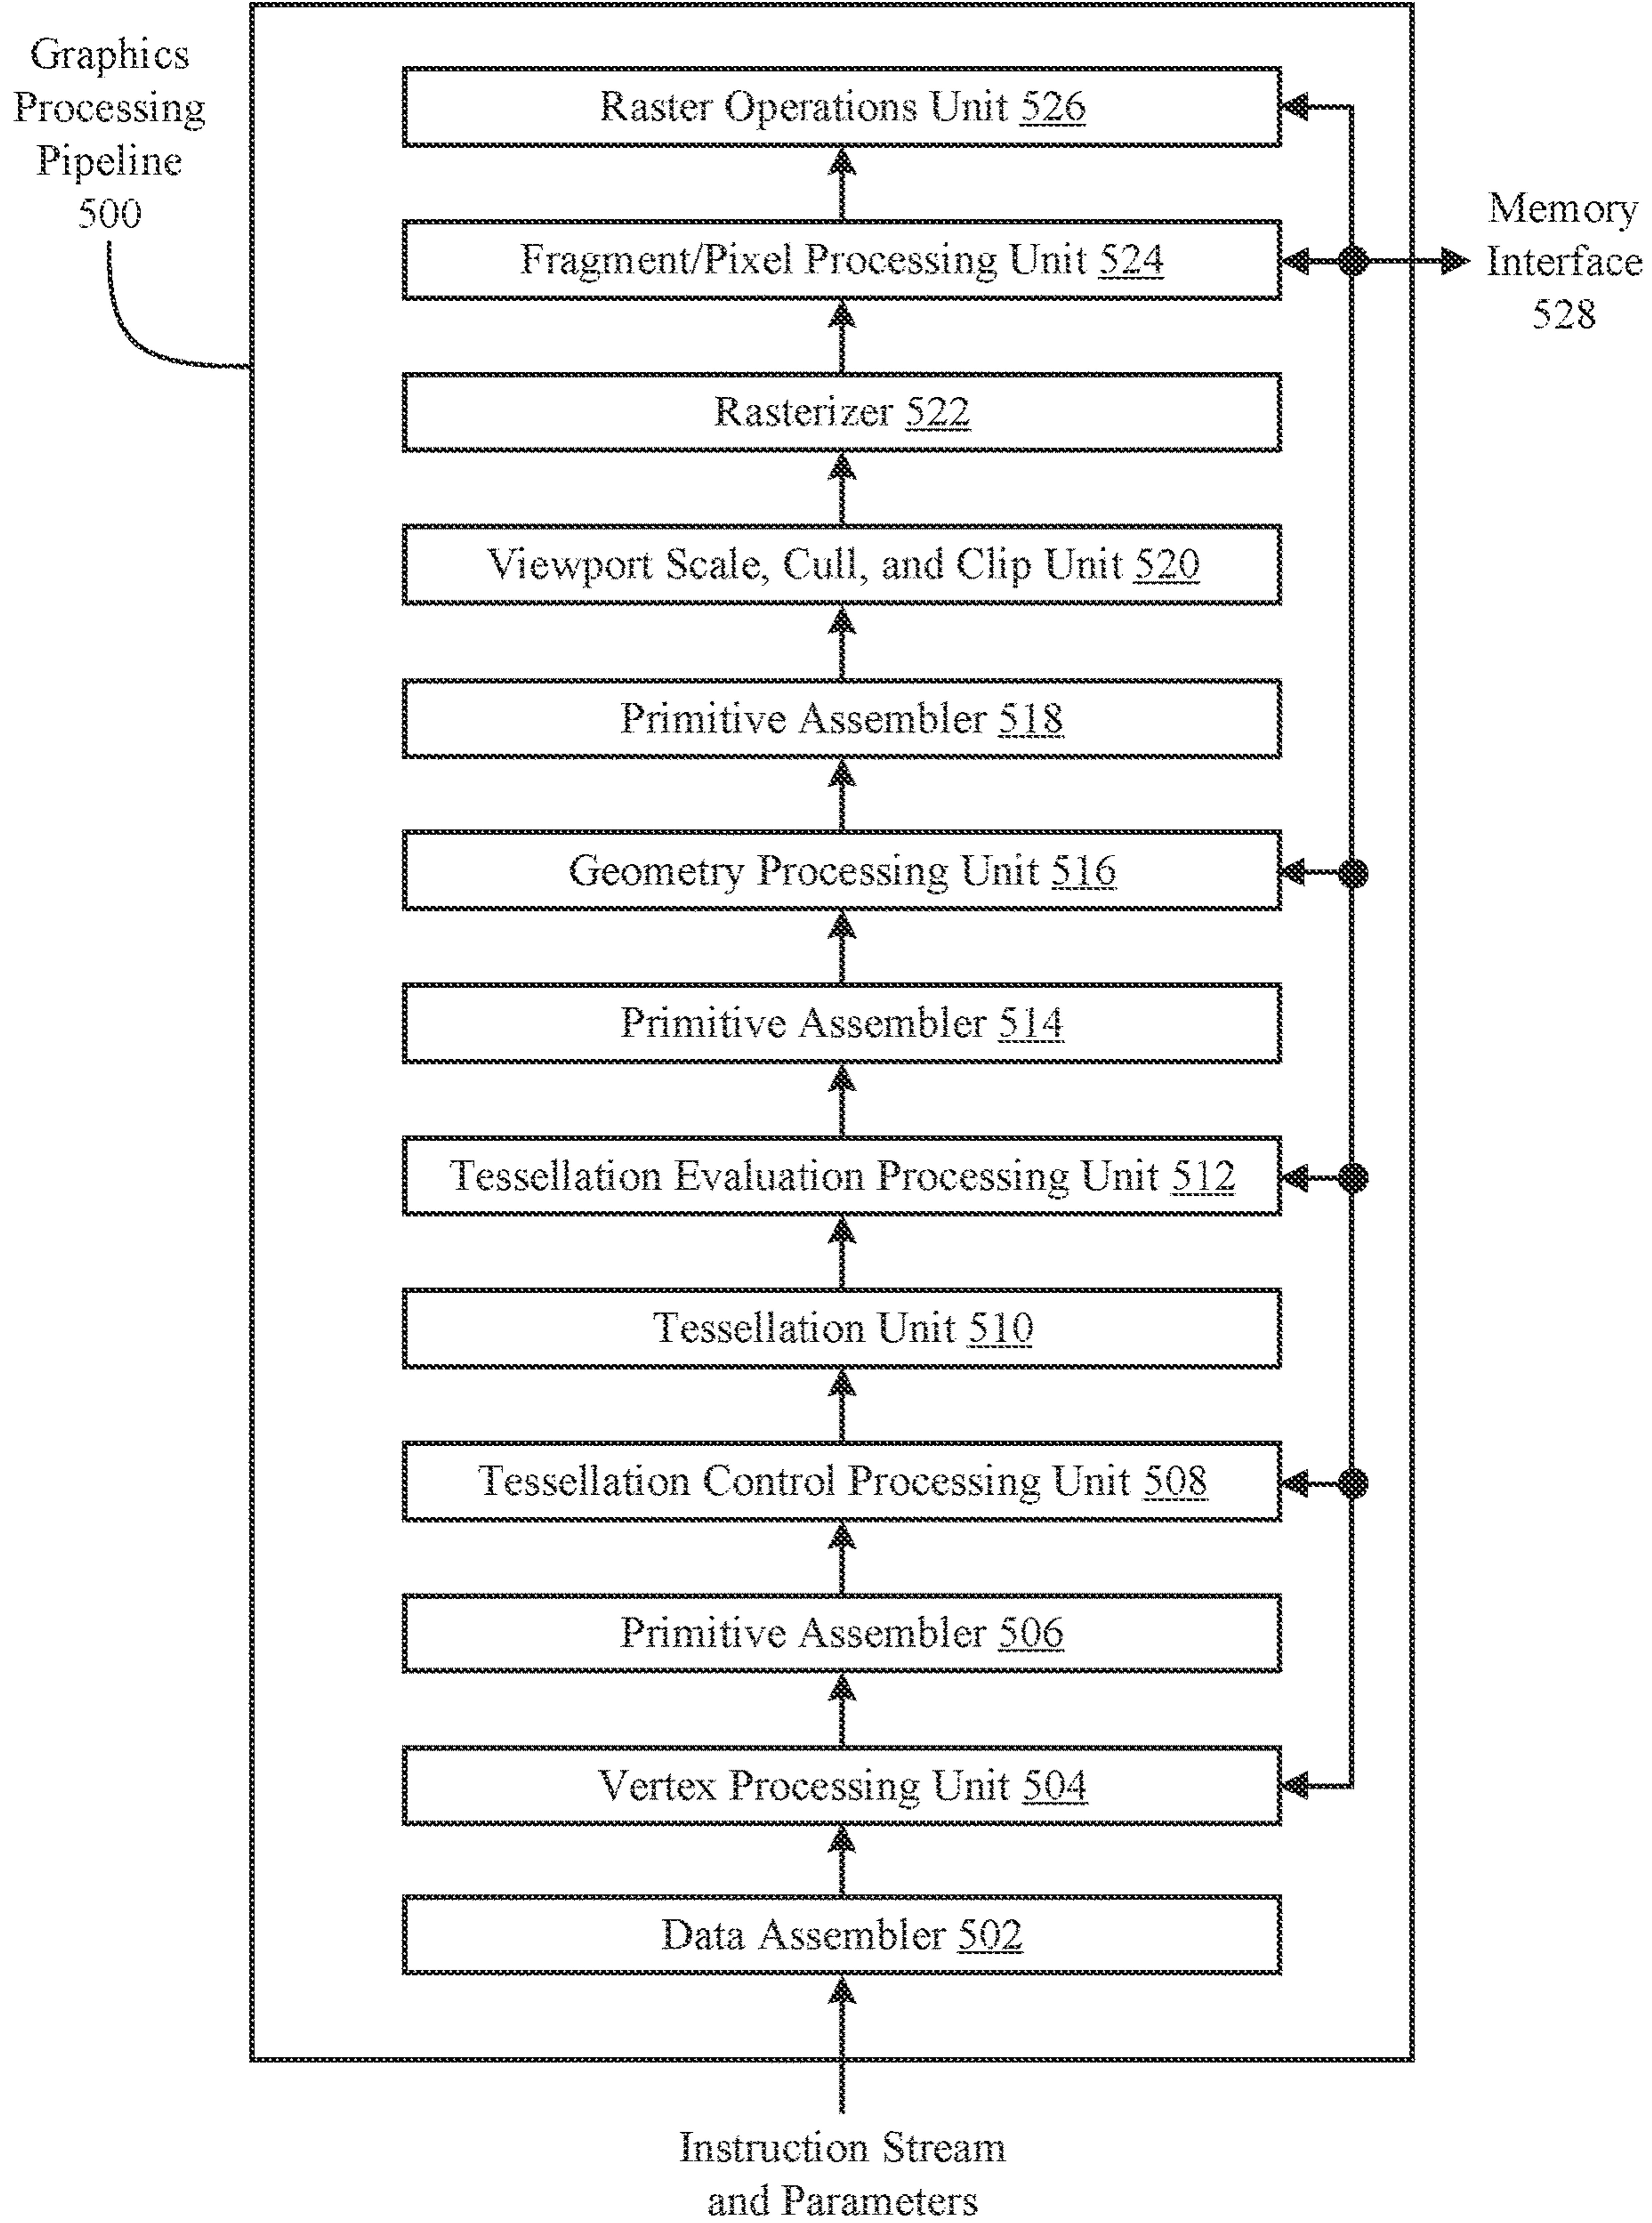 Graphics
Processing
Pipeline
500
Raster Operations Unit 526
Fragment/Pixel Processing Unit 524
Memory
Interface
528
Rasterizer 522
Viewport Scale, Cull, and Clip Unit 520
Primitive Assembler 518
Geometry Processing Unit 516
Primitive Assembler 514
Tessellation Evaluation Processing Unit 512
Tessellation Unit 510
Tessellation Control Processing Unit 508
Primitive Assembler 506
Vertex Processing Unit 504
Data Assembler 502
Instruction Stream
and Parameters